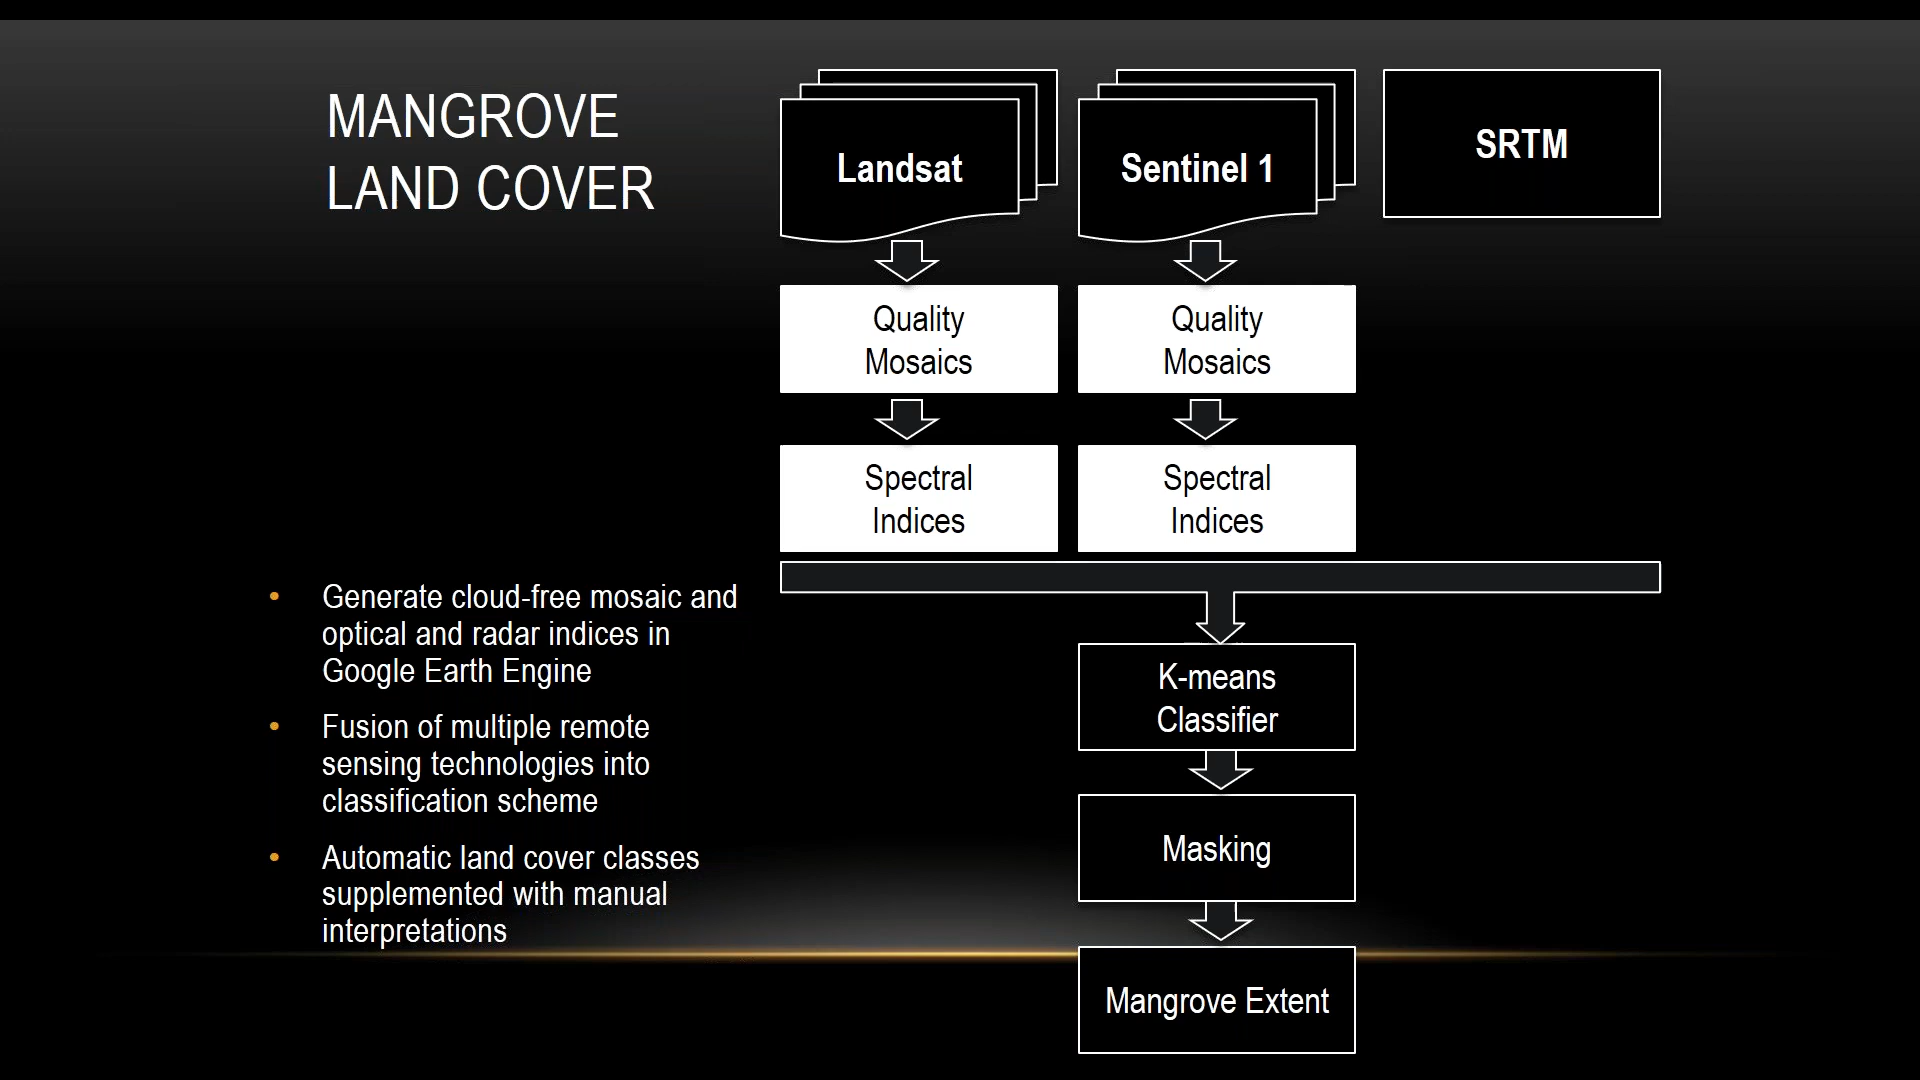 MANGROVE
LAND COVER
Landsat
Sentinel 1
SRTM
Quality
Mosaics
Quality
Mosaics
Spectral
Indices
Spectral
Indices
K-means
Classifier
Masking
Mangrove Extent
• Generate cloud-free mosaic and
optical and radar indices in
Google Earth Engine
• Fusion of multiple remote
sensing technologies into
classification scheme
• Automatic land cover classes
supplemented with manual
interpretations